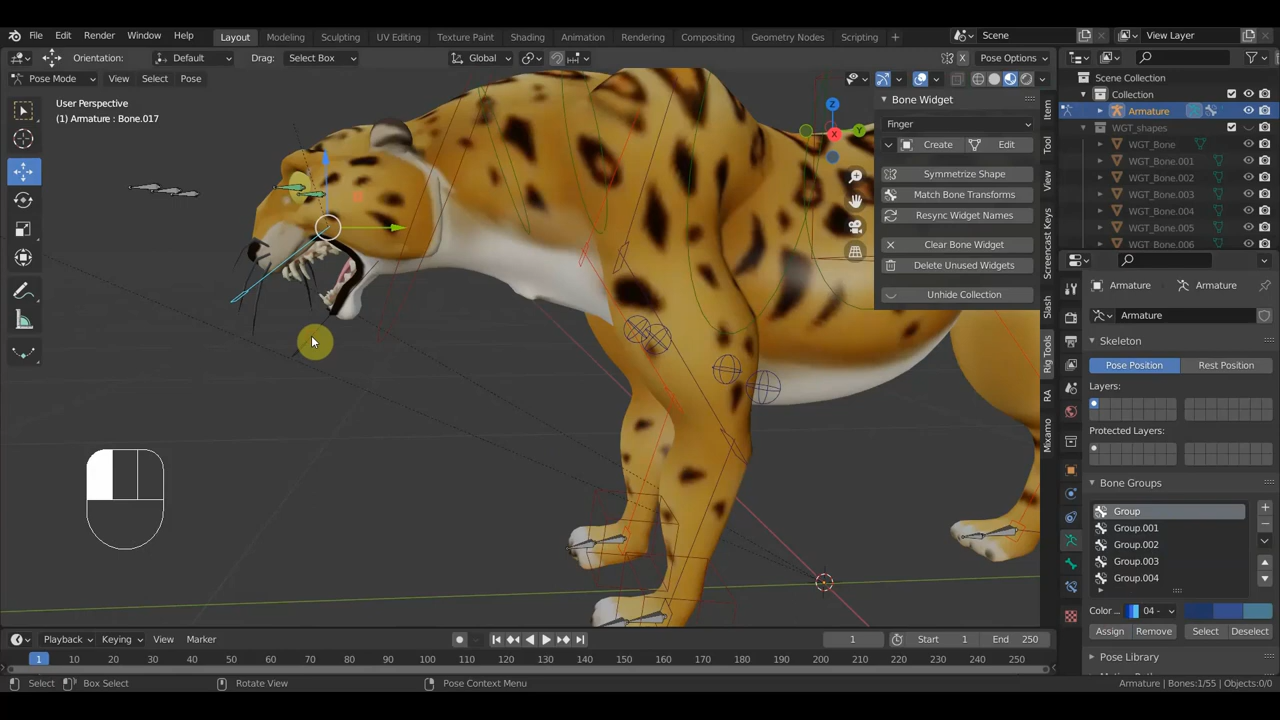 File Edit Render Window Help Layout Modeling Sculpting UV Editing Texture Paint Shading Animation Rendering Compositing Geometry Nodes Scripting + Scene View Layer
Orientation: Default Drag: Select Box Global Pose Options
Pose Mode View Select Pose
User Perspective
(1) Armature : Bone.017
Z
Y
X
Bone Widget
Finger
Create Edit
Symmetrize Shape
Match Bone Transforms
Resync Widget Names
Clear Bone Widget
Delete Unused Widgets
Unhide Collection
Item
Tool
View
Screencast Keys
Slash
Rig Tools
RA
Mixamo
Scene Collection
Collection
Armature
WGT_shapes
WGT_Bone
WGT_Bone.001
WGT_Bone.002
WGT_Bone.003
WGT_Bone.004
WGT_Bone.005
WGT_Bone.006
Armature Armature
Armature
Skeleton
Pose Position Rest Position
Layers:
Protected Layers:
Bone Groups
Group
Group.001
Group.002
Group.003
Group.004
Color ... 04 -
Assign Remove Select Deselect
Pose Library
Playback Keying View Marker 1 Start 1 End 250
1 10 20 30 40 50 60 70 80 90 100 110 120 130 140 150 160 170 180 190 200 210 220 230 240 250
Select Box Select Rotate View Pose Context Menu Armature | Bones:1/55 | Objects:0/0